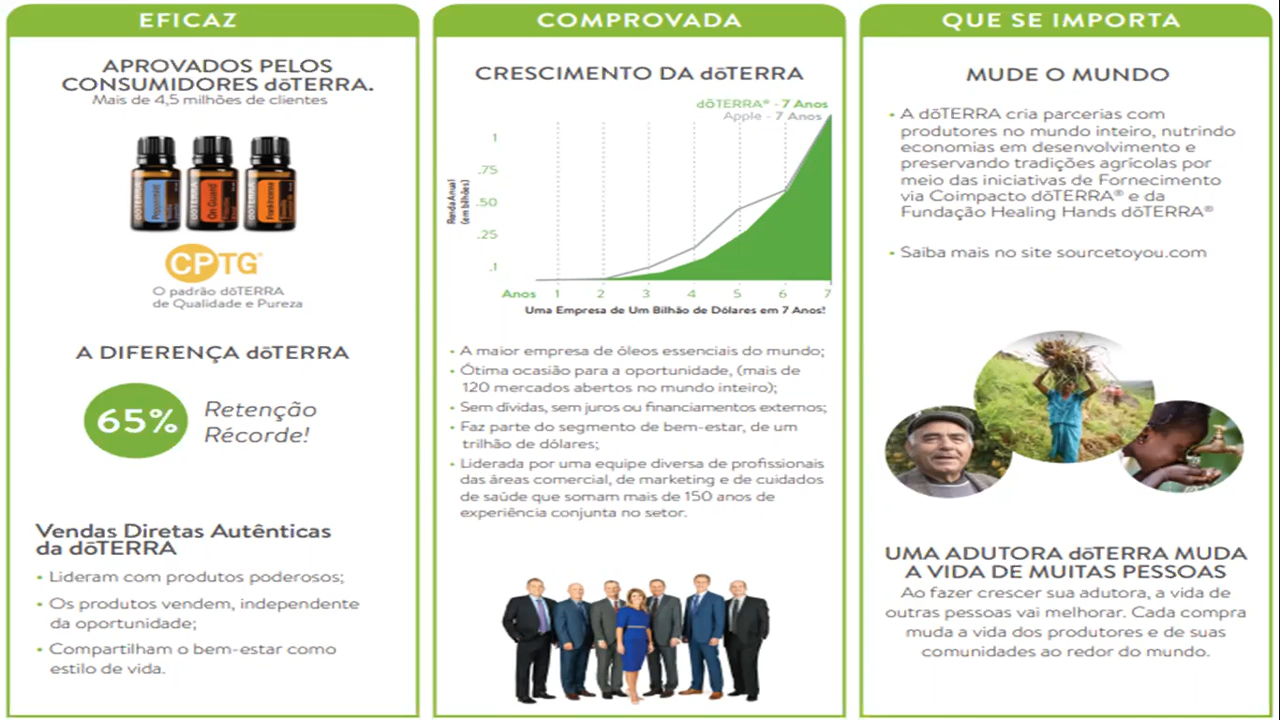 EFICAZ
APROVADOS PELOS
CONSUMIDORES dōTERRA.
Mais de 4,5 milhões de clientes
dōTERRA
Peppermint
dōTERRA
On Guard
dōTERRA
Frankincense
CPTG®
O padrão dōTERRA
de Qualidade e Pureza
A DIFERENÇA dōTERRA
65%
Retenção
Récorde!
Vendas Diretas Autênticas
da dōTERRA
• Lideram com produtos poderosos;
• Os produtos vendem, independente
da oportunidade;
• Compartilham o bem-estar como
estilo de vida.
COMPROVADA
CRESCIMENTO DA dōTERRA
dōTERRA® - 7 Anos
Apple - 7 Anos
Renda Anual
(em bilhões)
1
.75
.50
.25
.1
Anos 1 2 3 4 5 6 7
Uma Empresa de Um Bilhão de Dólares em 7 Anos!
• A maior empresa de óleos essenciais do mundo;
• Ótima ocasião para a oportunidade, (mais de
120 mercados abertos no mundo inteiro);
• Sem dívidas, sem juros ou financiamentos externos;
• Faz parte do segmento de bem-estar, de um
trilhão de dólares;
• Liderada por uma equipe diversa de profissionais
das áreas comercial, de marketing e de cuidados
de saúde que somam mais de 150 anos de
experiência conjunta no setor.
QUE SE IMPORTA
MUDE O MUNDO
• A dōTERRA cria parcerias com
produtores no mundo inteiro, nutrindo
economias em desenvolvimento e
preservando tradições agrícolas por
meio das iniciativas de Fornecimento
via Coimpacto dōTERRA® e da
Fundação Healing Hands dōTERRA®
• Saiba mais no site sourcetoyou.com
UMA ADUTORA dōTERRA MUDA
A VIDA DE MUITAS PESSOAS
Ao fazer crescer sua adutora, a vida de
outras pessoas vai melhorar. Cada compra
muda a vida dos produtores e de suas
comunidades ao redor do mundo.